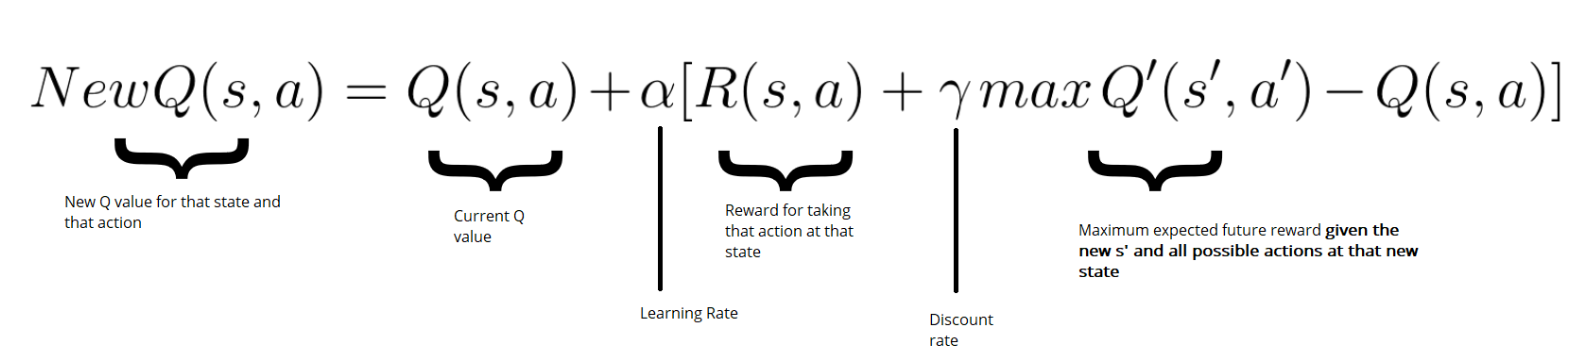 NewQ(s, a) = Q(s, a) + α[R(s, a) + γ max Q′(s′, a′) − Q(s, a)]
New Q value for that state and
that action
Current Q
value
Learning Rate
Reward for taking
that action at that
state
Discount
rate
Maximum expected future reward given the
new s' and all possible actions at that new
state